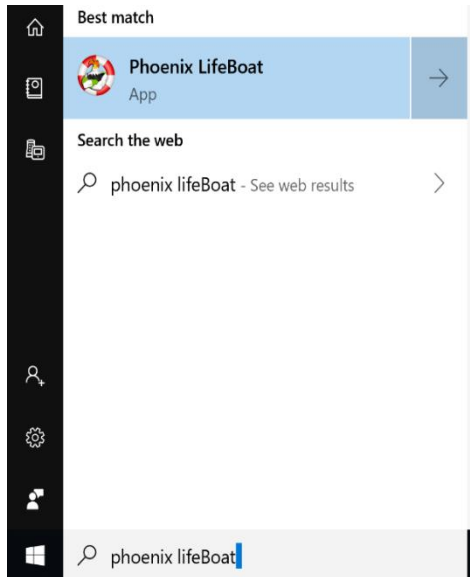 Best match
Phoenix LifeBoat
App
Search the web
phoenix lifeBoat - See web results
phoenix lifeBoat